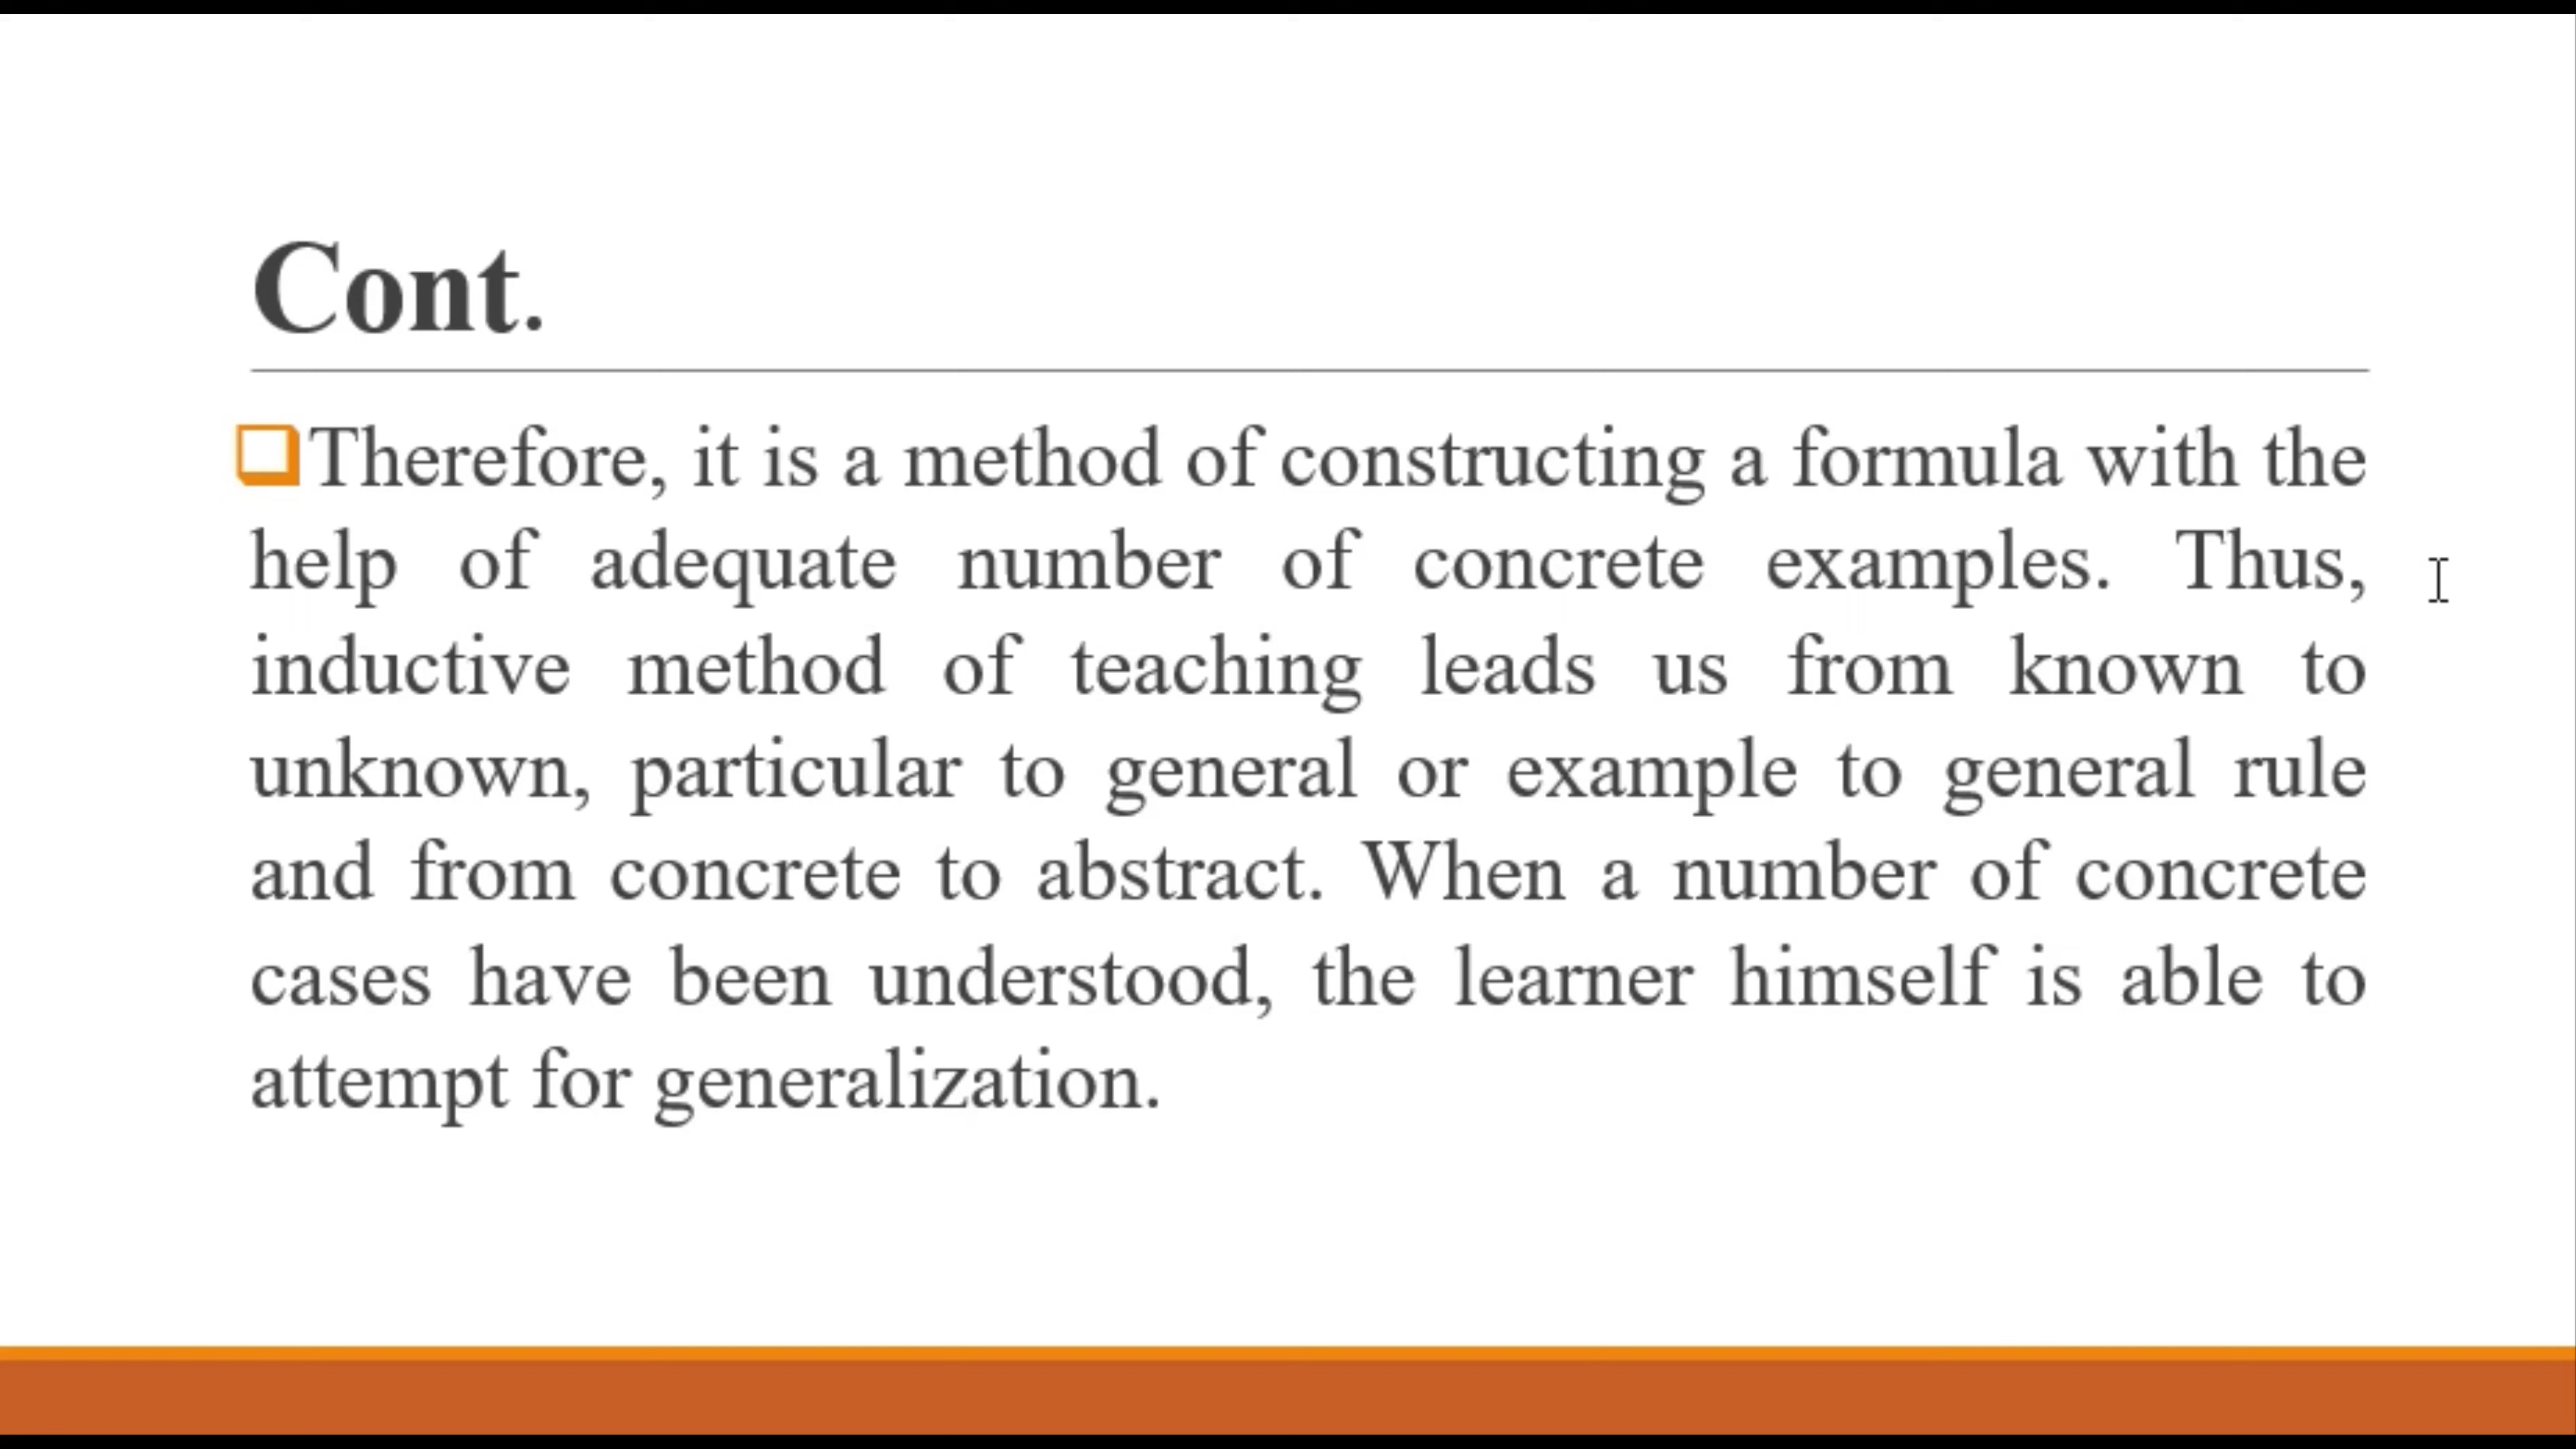 Cont.
Therefore, it is a method of constructing a formula with the
help of adequate number of concrete examples. Thus,
inductive method of teaching leads us from known to
unknown, particular to general or example to general rule
and from concrete to abstract. When a number of concrete
cases have been understood, the learner himself is able to
attempt for generalization.